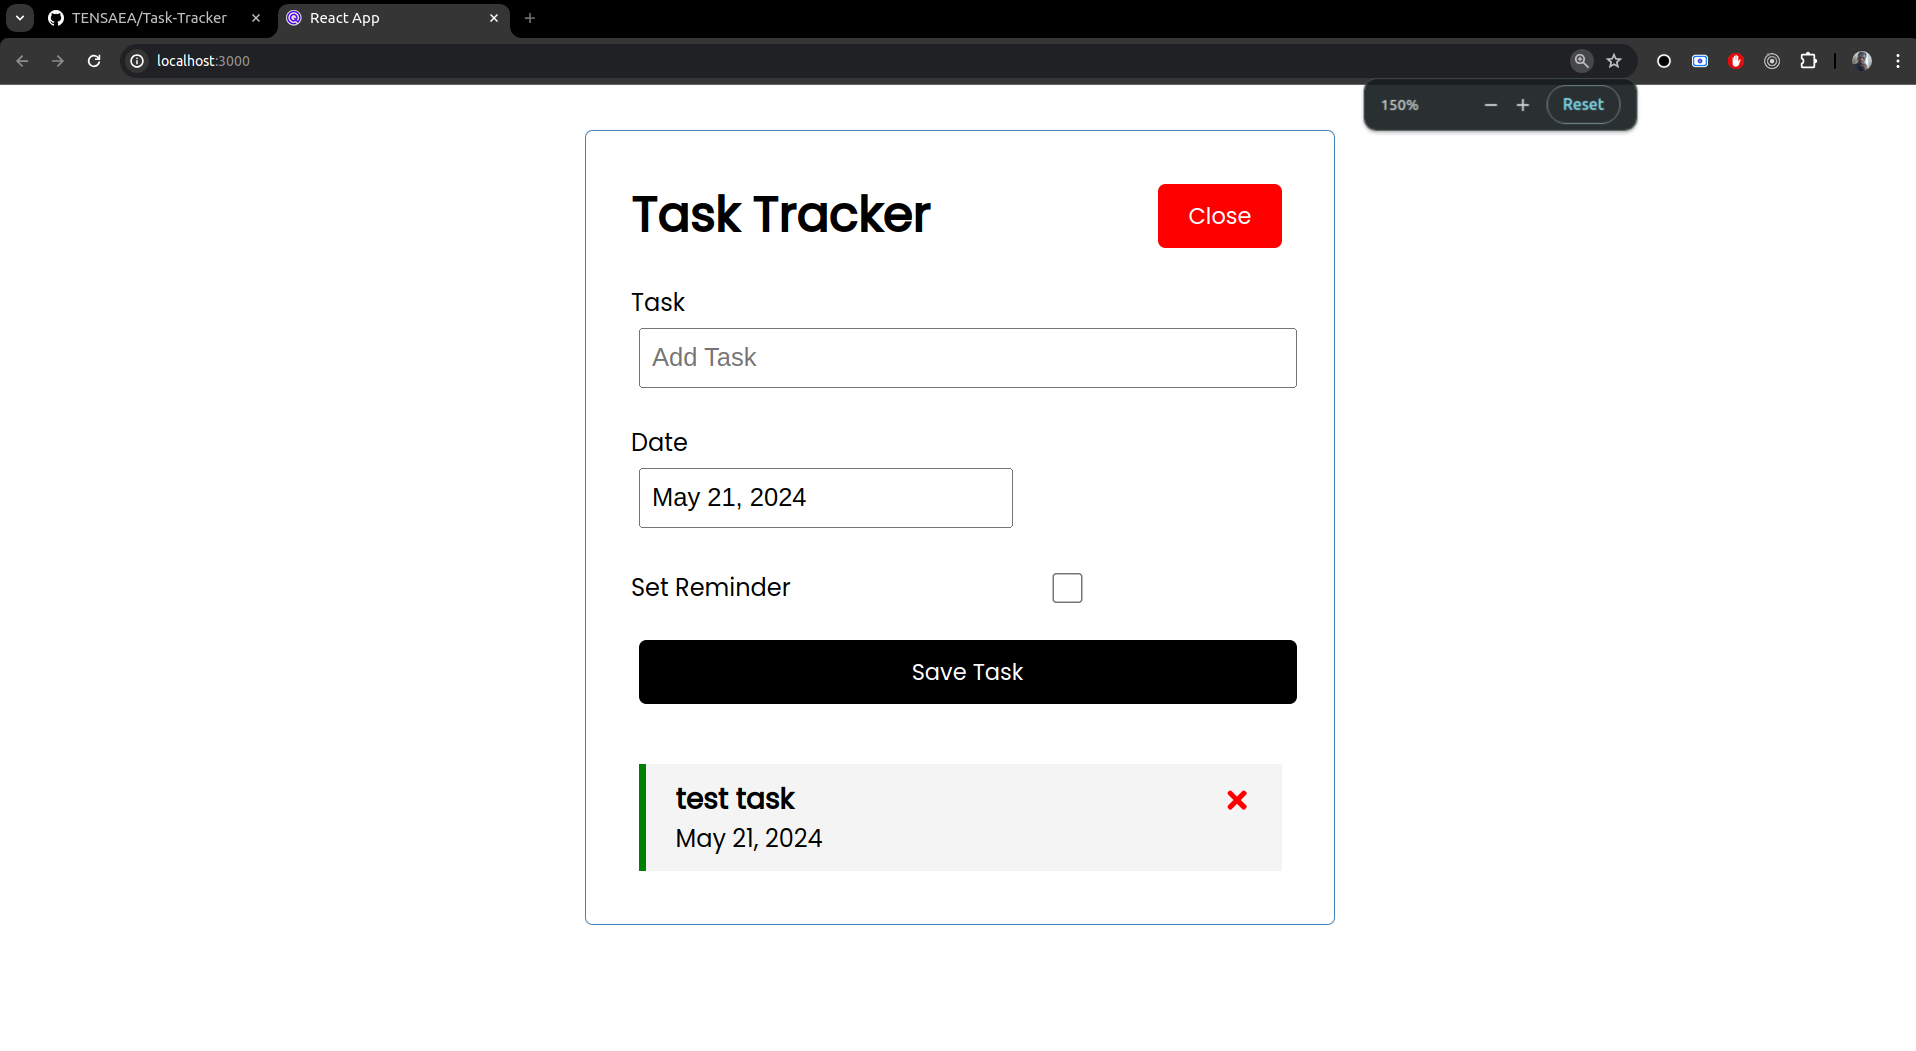 TENSAEA/Task-Tracker
React App
localhost:3000
150%
Reset
Task Tracker
Close
Task
Add Task
Date
May 21, 2024
Set Reminder
Save Task
test task
May 21, 2024